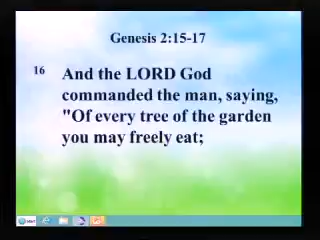 Genesis 2:15-17
16 And the LORD God
commanded the man, saying,
"Of every tree of the garden
you may freely eat;